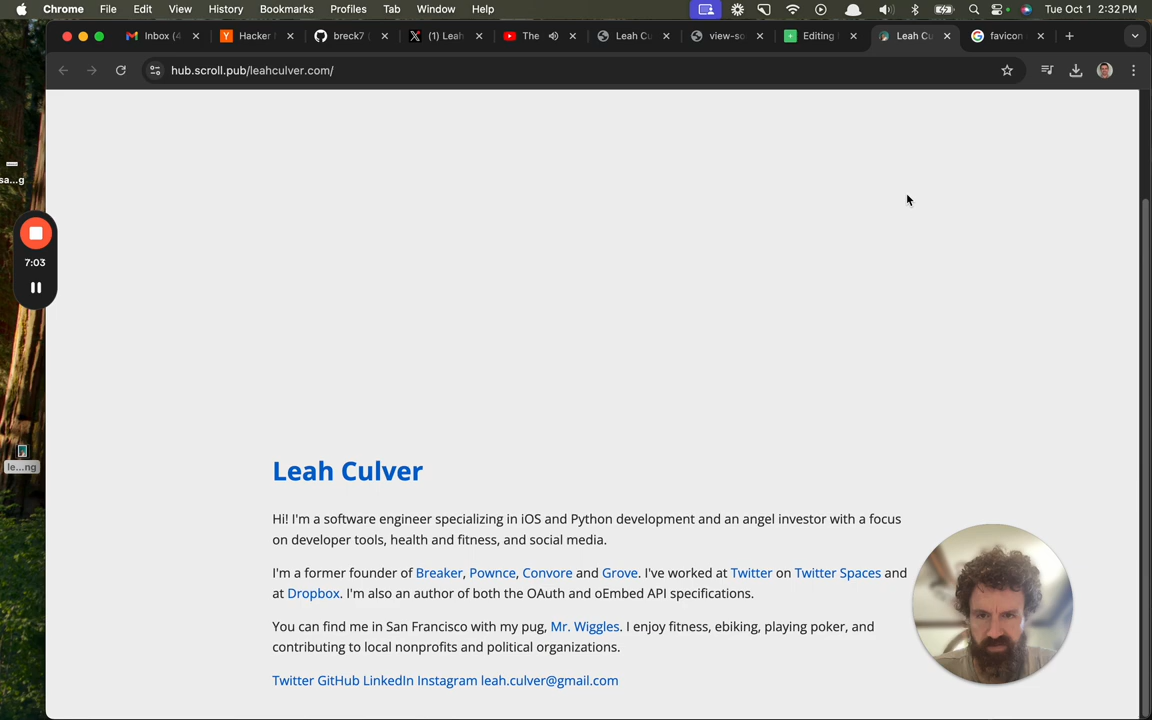 Chrome File Edit View History Bookmarks Profiles Tab Window Help Tue Oct 1 2:32 PM
Inbox (4 Hacker breck7 ( (1) Leah The Leah Cu view-so Editing Leah Cu favicon
hub.scroll.pub/leahculver.com/
sa...g
7:03
le...ng
Leah Culver
Hi! I'm a software engineer specializing in iOS and Python development and an angel investor with a focus
on developer tools, health and fitness, and social media.
I'm a former founder of Breaker, Pownce, Convore and Grove. I've worked at Twitter on Twitter Spaces and
at Dropbox. I'm also an author of both the OAuth and oEmbed API specifications.
You can find me in San Francisco with my pug, Mr. Wiggles. I enjoy fitness, ebiking, playing poker, and
contributing to local nonprofits and political organizations.
Twitter GitHub LinkedIn Instagram leah.culver@gmail.com